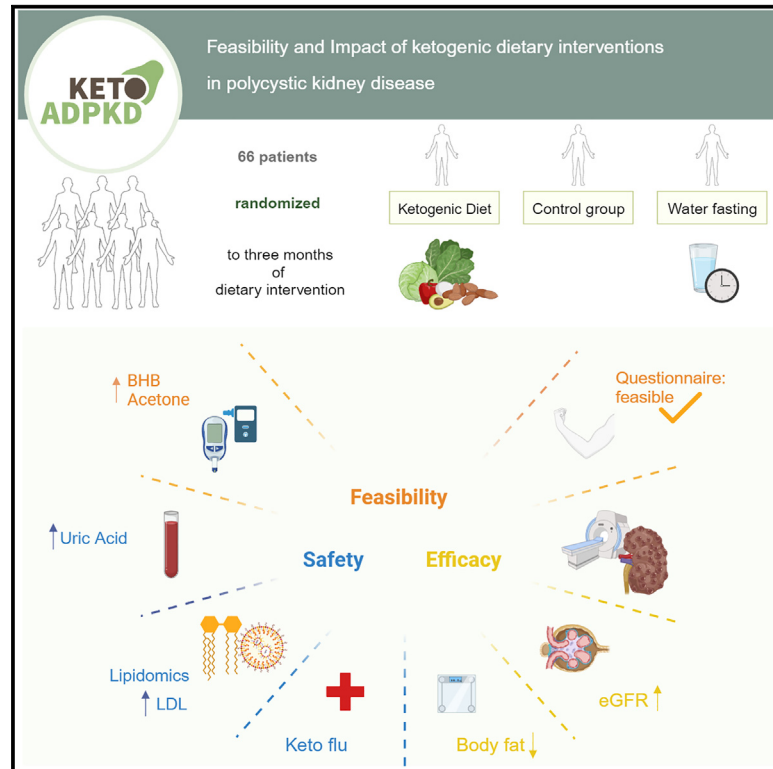 KETO
ADPKD
Feasibility and Impact of ketogenic dietary interventions
in polycystic kidney disease
66 patients
randomized
to three months
of
dietary intervention
Ketogenic Diet
Control group
Water fasting
↑ BHB
Acetone
Questionnaire:
feasible
Feasibility
↑ Uric Acid
Safety
Efficacy
Lipidomics
↑ LDL
Keto flu
Body fat ↓
eGFR ↑